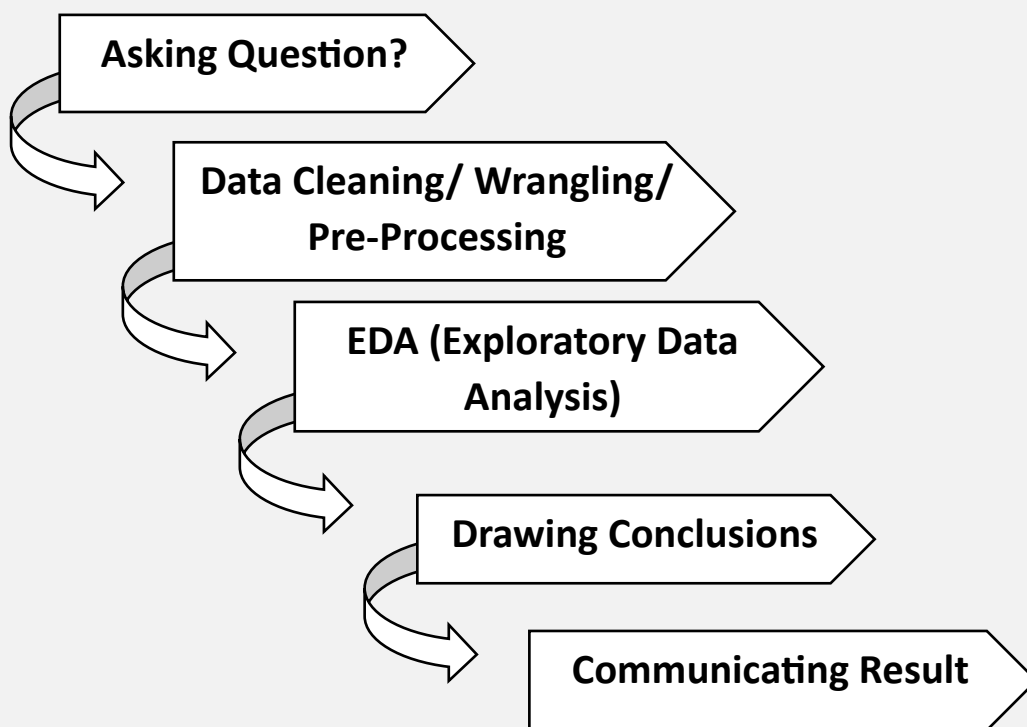 Asking Question?
Data Cleaning/ Wrangling/
Pre-Processing
EDA (Exploratory Data
Analysis)
Drawing Conclusions
Communicating Result